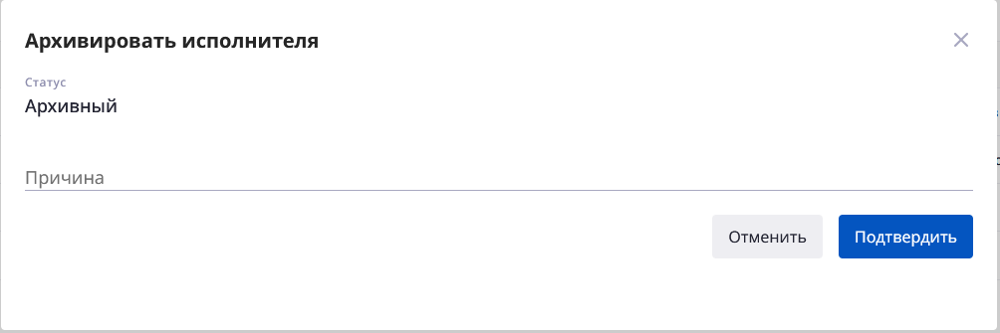 Архивировать исполнителя
Статус
Архивный
Причина
Отменить
Подтвердить